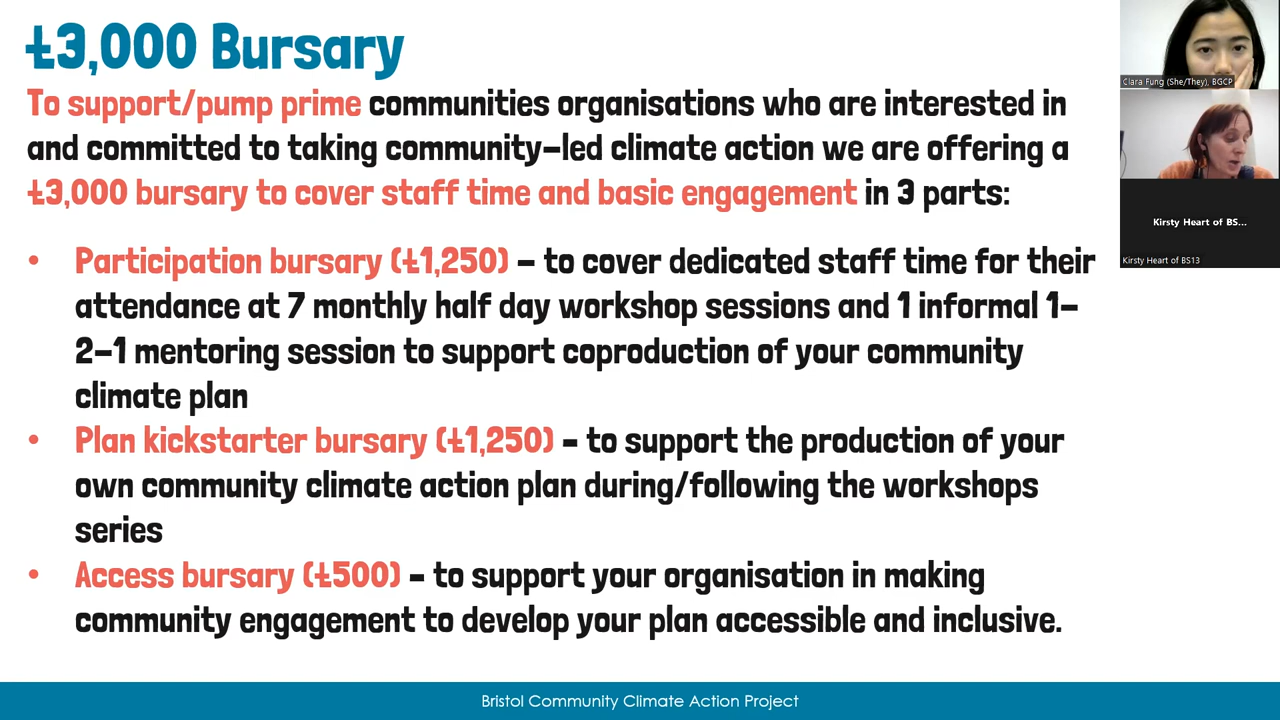 £3,000 Bursary
To support/pump prime communities organisations who are interested in
and committed to taking community-led climate action we are offering a
£3,000 bursary to cover staff time and basic engagement in 3 parts:
• Participation bursary (£1,250) – to cover dedicated staff time for their
attendance at 7 monthly half day workshop sessions and 1 informal 1-
2-1 mentoring session to support coproduction of your community
climate plan
• Plan kickstarter bursary (£1,250) – to support the production of your
own community climate action plan during/following the workshops
series
• Access bursary (£500) – to support your organisation in making
community engagement to develop your plan accessible and inclusive.
Bristol Community Climate Action Project
Clara Fung (She/They), BGCP
Kirsty Heart of BS...
Kirsty Heart of BS13